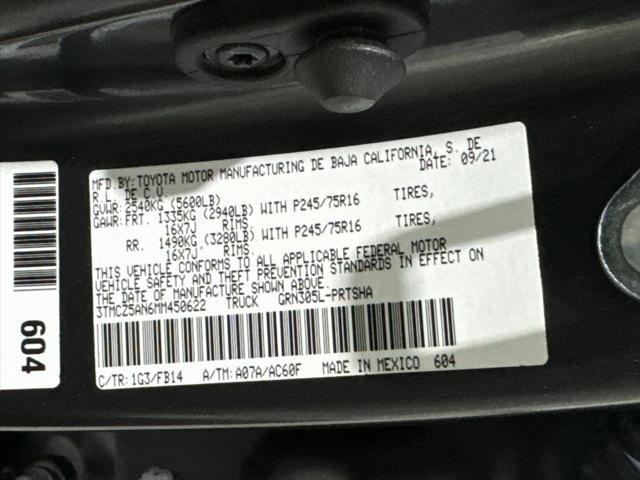 MFD.BY:TOYOTA MOTOR MANUFACTURING DE BAJA CALIFORNIA, S. DE
R.L. DE C.V. DATE: 09/21
GVWR:2540KG (5600LB)
GAWR:FRT. 1335KG (2940LB)WITH P245/75R16 TIRES,
16X7J RIMS
RR. 1490KG (3280LB)WITH P245/75R16 TIRES,
16X7J RIMS
THIS VEHICLE CONFORMS TO ALL APPLICABLE FEDERAL MOTOR
VEHICLE SAFETY AND THEFT PREVENTION STANDARDS IN EFFECT ON
THE DATE OF MANUFACTURE SHOWN ABOVE.
3TMCZ5AN6MM450622 TRUCK GRN305L-PRTSHA
C/TR:1G3/FB14 A/TM:A07A/AC60F MADE IN MEXICO 604
604